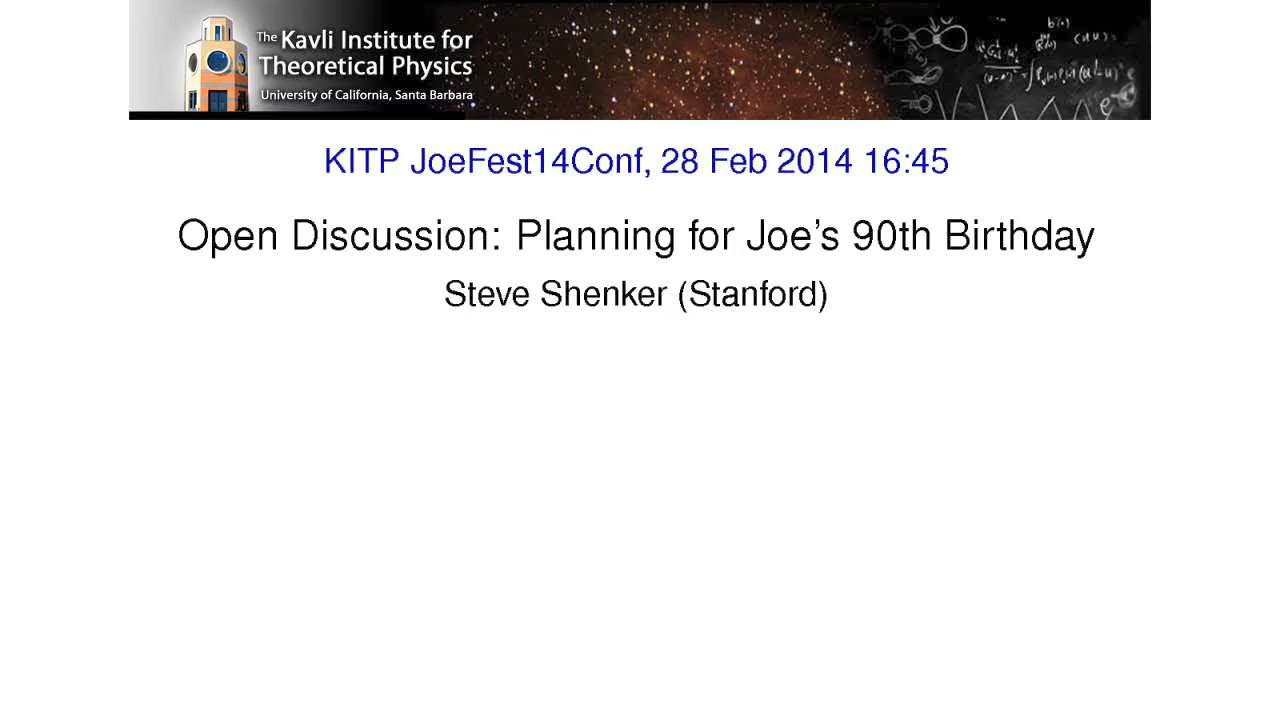 The Kavli Institute for
Theoretical Physics
University of California, Santa Barbara
KITP JoeFest14Conf, 28 Feb 2014 16:45
Open Discussion: Planning for Joe's 90th Birthday
Steve Shenker (Stanford)